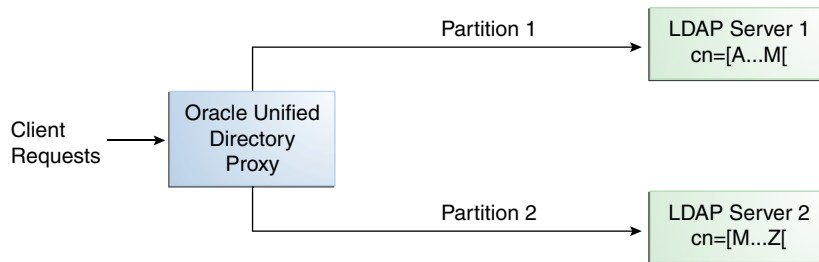 Partition 1
LDAP Server 1
cn=[A...M[
Client
Requests
Oracle Unified
Directory
Proxy
Partition 2
LDAP Server 2
cn=[M...Z[